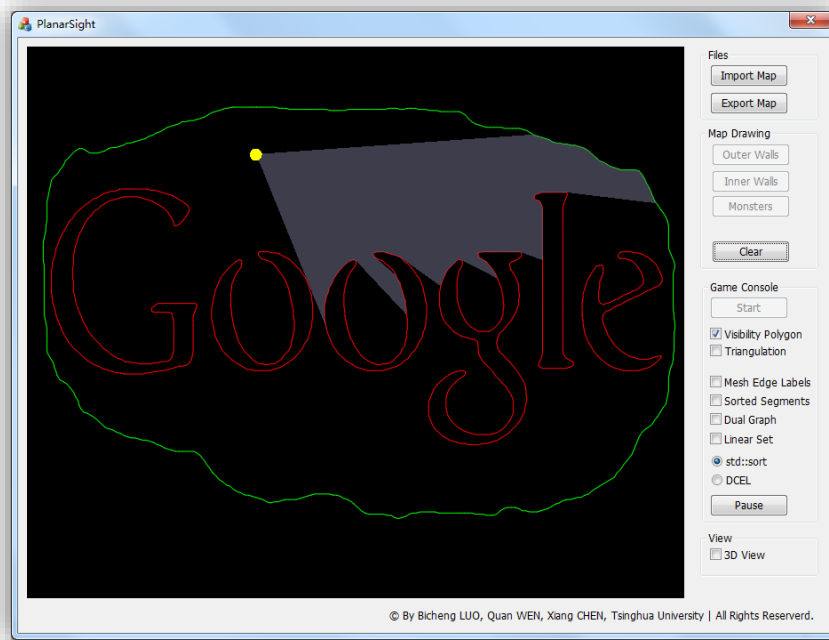 PlanarSight
Google
Files
Import Map
Export Map
Map Drawing
Outer Walls
Inner Walls
Monsters
Clear
Game Console
Start
Visibility Polygon
Triangulation
Mesh Edge Labels
Sorted Segments
Dual Graph
Linear Set
std::sort
DCEL
Pause
View
3D View
© By Bicheng LUO, Quan WEN, Xiang CHEN, Tsinghua University | All Rights Reserverd.